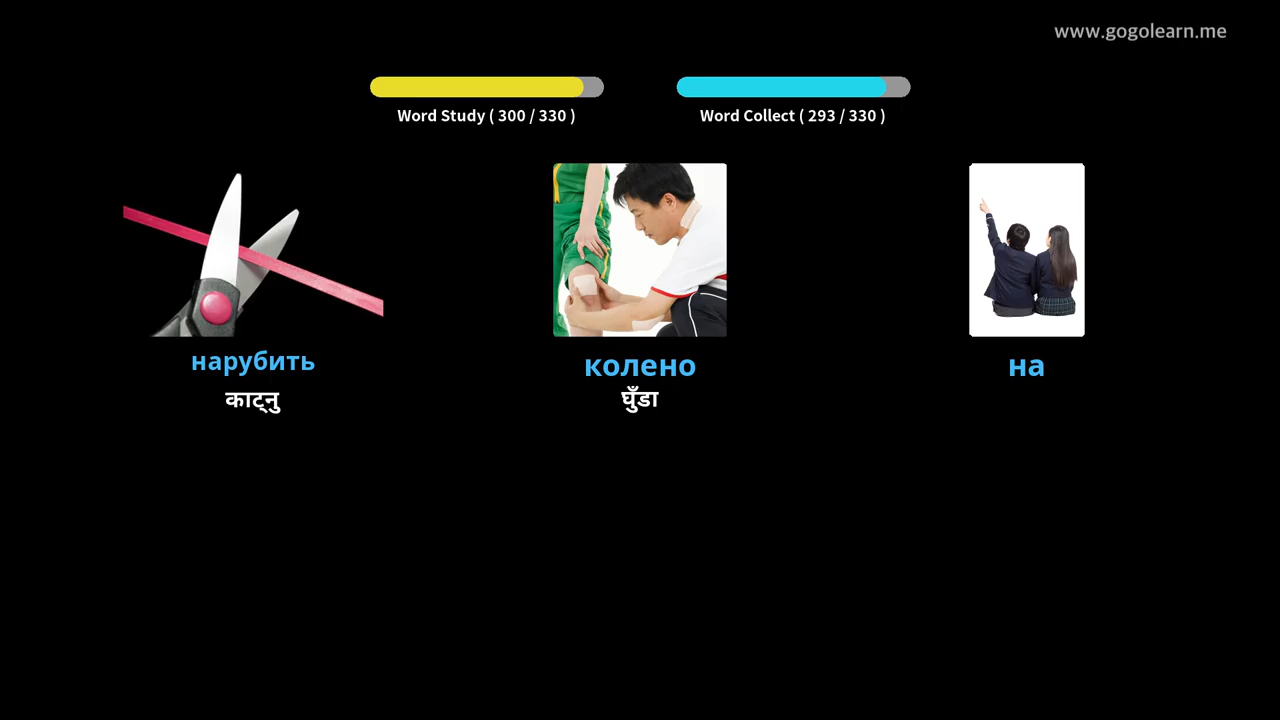 www.gogolearn.me
Word Study ( 300 / 330 )
Word Collect ( 293 / 330 )
нарубить
काट्नु
колено
घुँडा
на